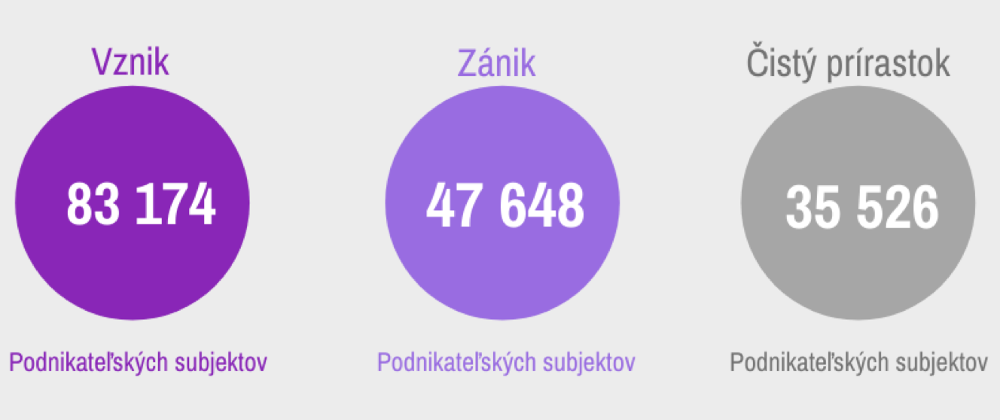 Vznik
83 174
Podnikateľských subjektov
Zánik
47 648
Podnikateľských subjektov
Čistý prírastok
35 526
Podnikateľských subjektov